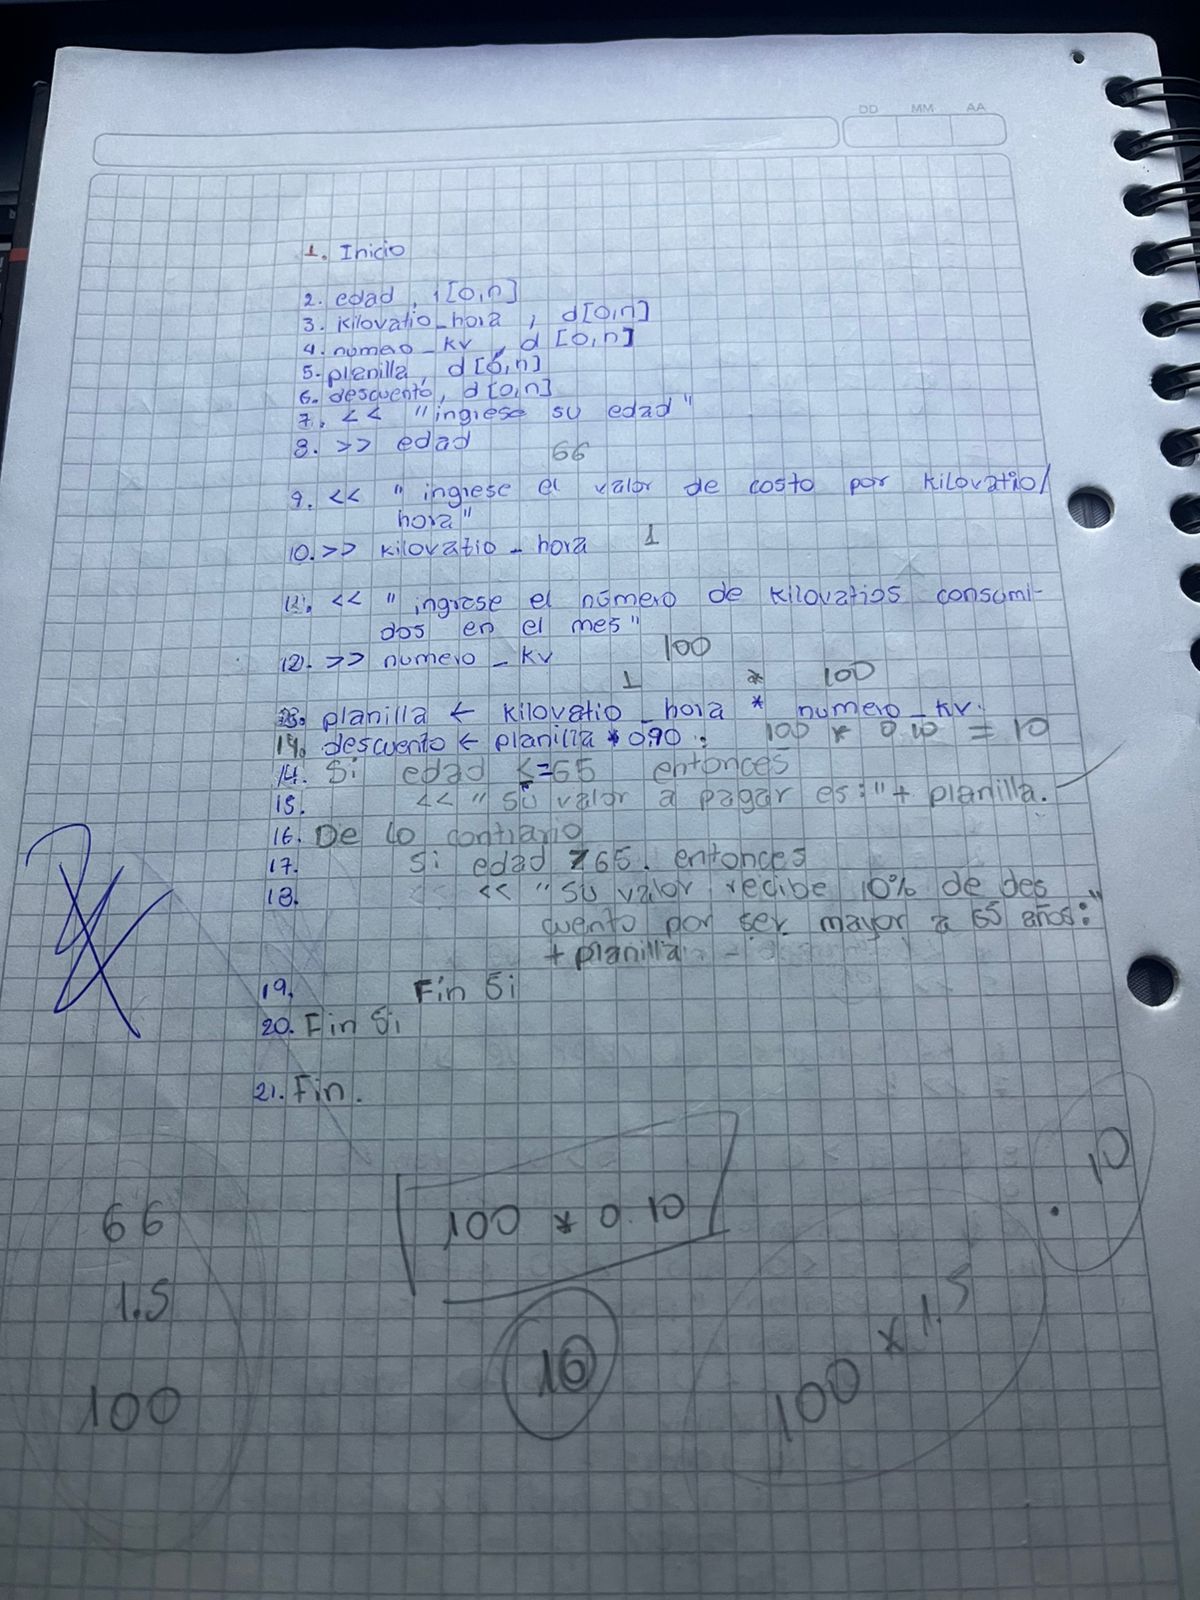 DD MM AA
1. Inicio
2. edad, i[0,n]
3. kilovatio_hora, d[0,n]
4. numero_kv, d[0,n]
5. planilla, d[0,n]
6. descuento, d[0,n]
7. << "ingrese su edad"
8. >> edad
66
9. << "ingrese el valor de costo por kilovatio/
hora"
10. >> kilovatio_hora 1
11. << "ingrese el número de kilovatios consumi-
dos en el mes"
12. >> numero_kv 100
1 * 100
13. planilla ← kilovatio_hora * numero_kv.
14. descuento ← planilla * 0.90. 100 * 0.10 = 10
14. Si edad <=65 entonces
15. << "su valor a pagar es:"+ planilla.
16. De lo contrario
17. Si edad >65. entonces
18. << "su valor recibe 10% de des
cuento por ser mayor a 65 años:"
+ planilla
19. Fin Si
20. Fin Si
21. Fin.
66
1.5
100
100 * 0.10
10
100 * 1.5
. 10